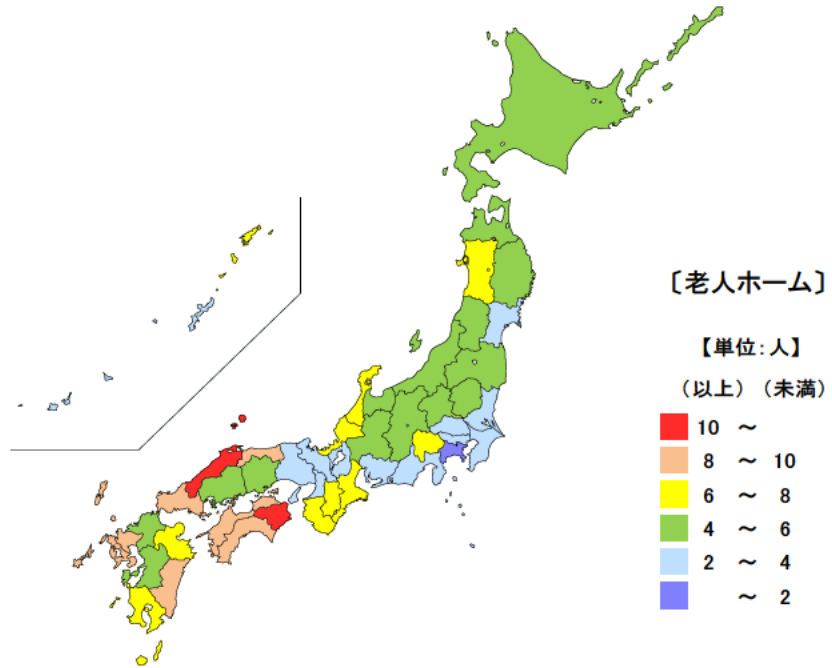 〔老人ホーム〕
【単位：人】
（以上）（未満）
10 ～
8 ～ 10
6 ～ 8
4 ～ 6
2 ～ 4
～ 2